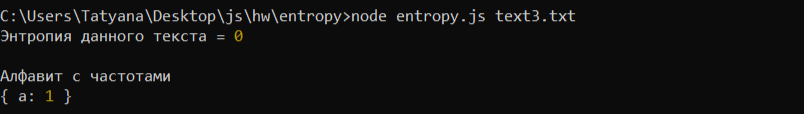 C:\Users\Tatyana\Desktop\js\hw\entropy>node entropy.js text3.txt
Энтропия данного текста = 0
Алфавит с частотами
{ a: 1 }